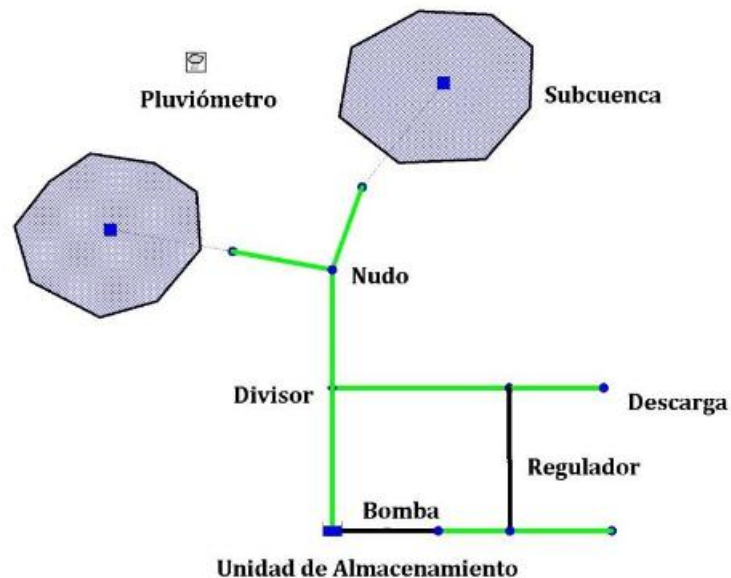 Pluviómetro
Subcuenca
Nudo
Divisor
Descarga
Regulador
Bomba
Unidad de Almacenamiento